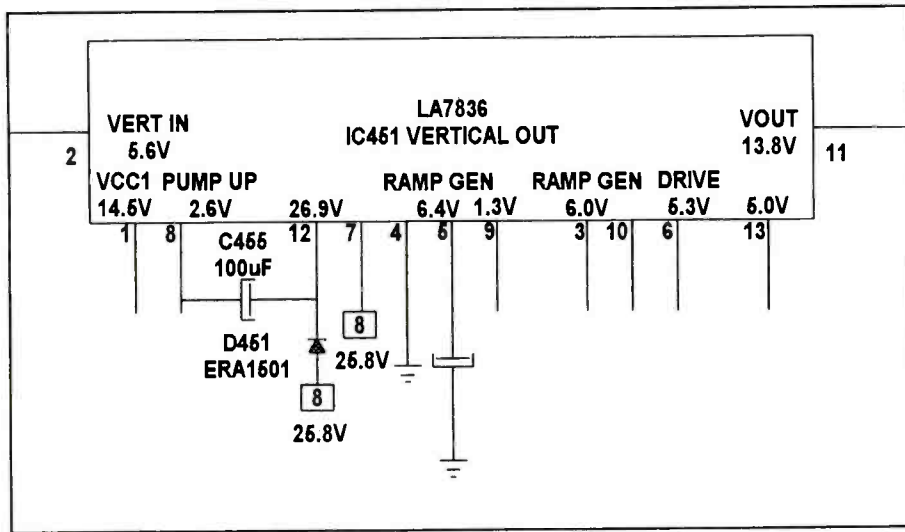 LA7836
IC451 VERTICAL OUT
VERT IN
5.6V
VOUT
13.8V
2
11
VCC1 PUMP UP RAMP GEN RAMP GEN DRIVE
14.5V 2.6V 26.9V 6.4V 1.3V 6.0V 5.3V 5.0V
1 8 12 7 4 5 9 3 10 6 13
C455
100uF
8
25.8V
D451
ERA1501
8
25.8V